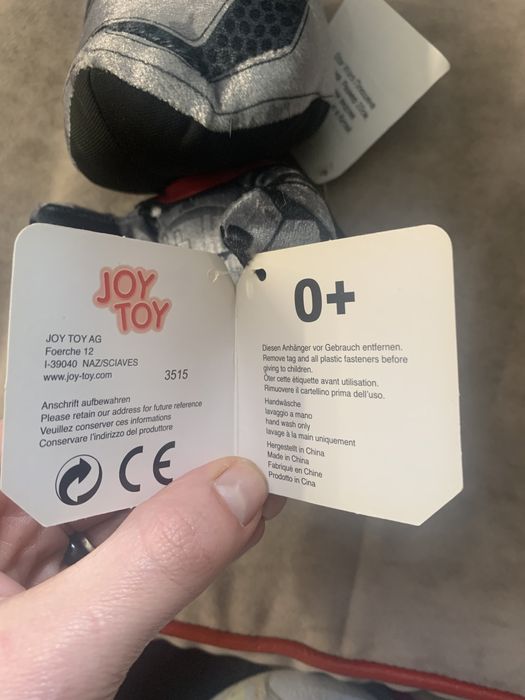 JOY
TOY
JOY TOY AG
Foerche 12
I-39040 NAZ/SCIAVES
www.joy-toy.com
3515
Anschrift aufbewahren
Please retain our address for future reference
Veuillez conserver ces informations
Conservare l'indirizzo del produttore
CE
0+
Diesen Anhänger vor Gebrauch entfernen.
Remove tag and all plastic fasteners before
giving to children.
Ôter cette étiquette avant utilisation.
Rimuovere il cartellino prima dell'uso.
Handwäsche
lavaggio a mano
hand wash only
lavage à la main uniquement
Hergestellt in China
Made in China
Fabriqué en Chine
Prodotto in Cina